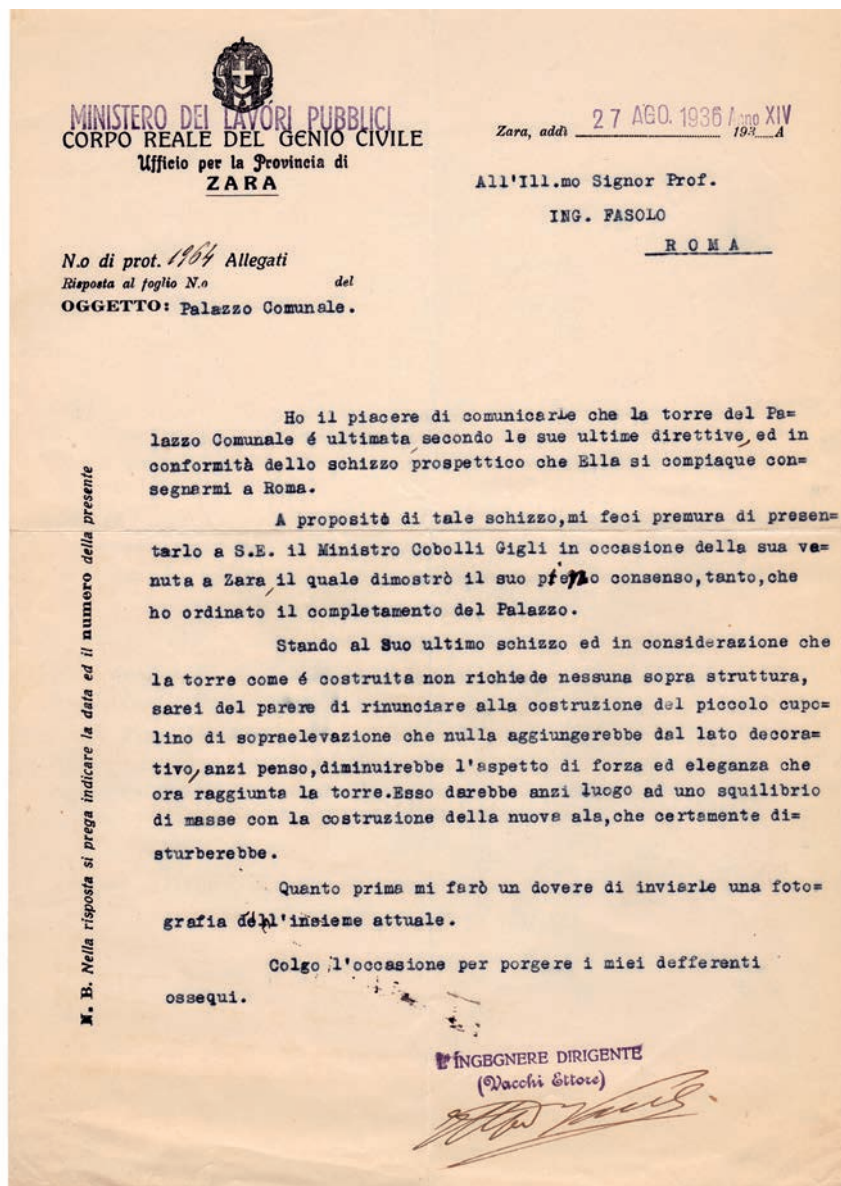 MINISTERO DEI LAVORI PUBBLICI
CORPO REALE DEL GENIO CIVILE
Ufficio per la Provincia di
ZARA
Zara, addì 27 AGO. 1936 Anno XIV 193 A
All'Ill.mo Signor Prof.
ING. FASOLO
ROMA
N.o di prot. 1964 Allegati
Risposta al foglio N.o del
OGGETTO: Palazzo Comunale.
Ho il piacere di comunicarle che la torre del Pa=
lazzo Comunale é ultimata secondo le sue ultime direttive, ed in
conformità dello schizzo prospettico che Ella si compiaque con=
segnarmi a Roma.
A proposito di tale schizzo, mi feci premura di presen=
tarlo a S.E. il Ministro Cobolli Gigli in occasione della sua ve=
nuta a Zara, il quale dimostrò il suo pieno consenso, tanto, che
ho ordinato il completamento del Palazzo.
Stando al Suo ultimo schizzo ed in considerazione che
la torre come é costruita non richiede nessuna sopra struttura,
sarei del parere di rinunciare alla costruzione del piccolo cupo=
lino di sopraelevazione che nulla aggiungerebbe dal lato decora=
tivo, anzi penso, diminuirebbe l'aspetto di forza ed eleganza che
ora raggiunta la torre. Esso darebbe anzi luogo ad uno squilibrio
di masse con la costruzione della nuova ala, che certamente di=
sturberebbe.
Quanto prima mi farò un dovere di inviarle una foto=
grafia dell'insieme attuale.
Colgo l'occasione per porgere i miei defferenti
ossequi.
N. B. Nella risposta si prega indicare la data ed il numero della presente
L'INGEGNERE DIRIGENTE
(Vacchi Ettore)